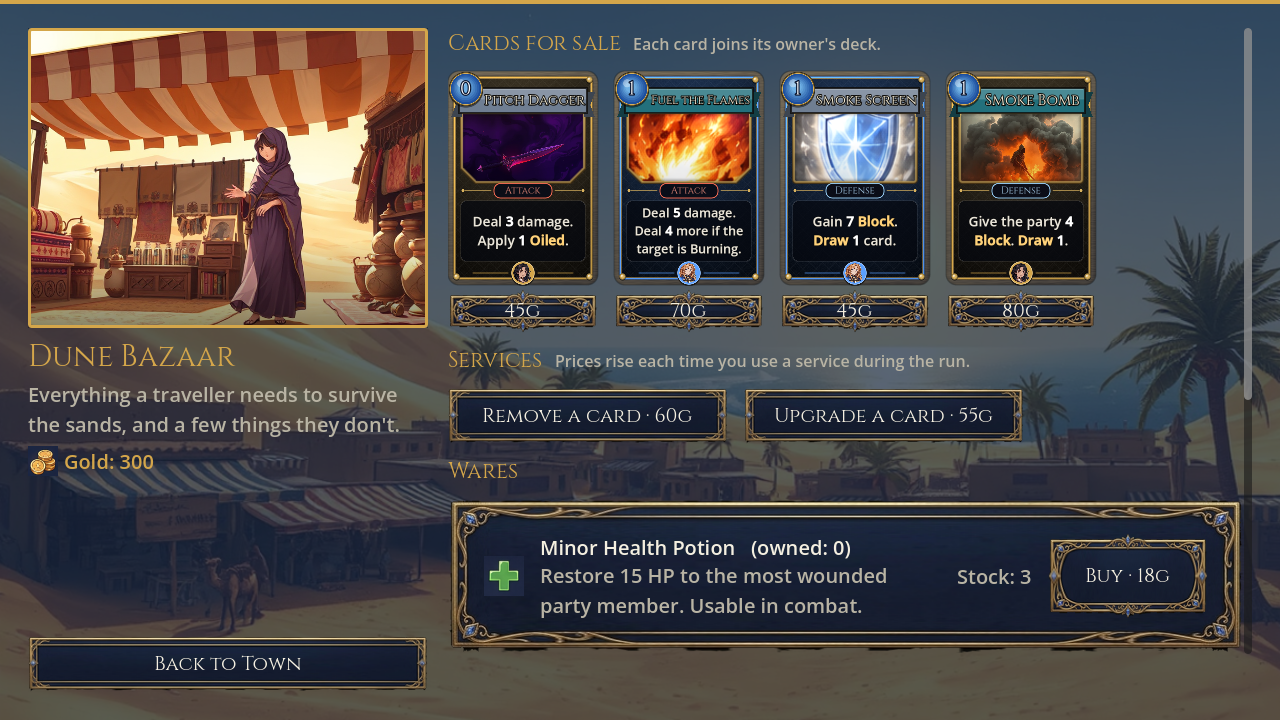 Cards for sale Each card joins its owner's deck.
0 Pitch Dagger
Attack
Deal 3 damage.
Apply 1 Oiled.
45G
1 Fuel the Flames
Attack
Deal 5 damage.
Deal 4 more if the
target is Burning.
70G
1 Smoke Screen
Defense
Gain 7 Block.
Draw 1 card.
45G
1 Smoke Bomb
Defense
Give the party 4
Block. Draw 1.
80G
Dune Bazaar
Everything a traveller needs to survive
the sands, and a few things they don't.
Gold: 300
Services Prices rise each time you use a service during the run.
Remove a card · 60G
Upgrade a card · 55G
Wares
Minor Health Potion (owned: 0)
Restore 15 HP to the most wounded
party member. Usable in combat.
Stock: 3
Buy · 18G
Back to Town